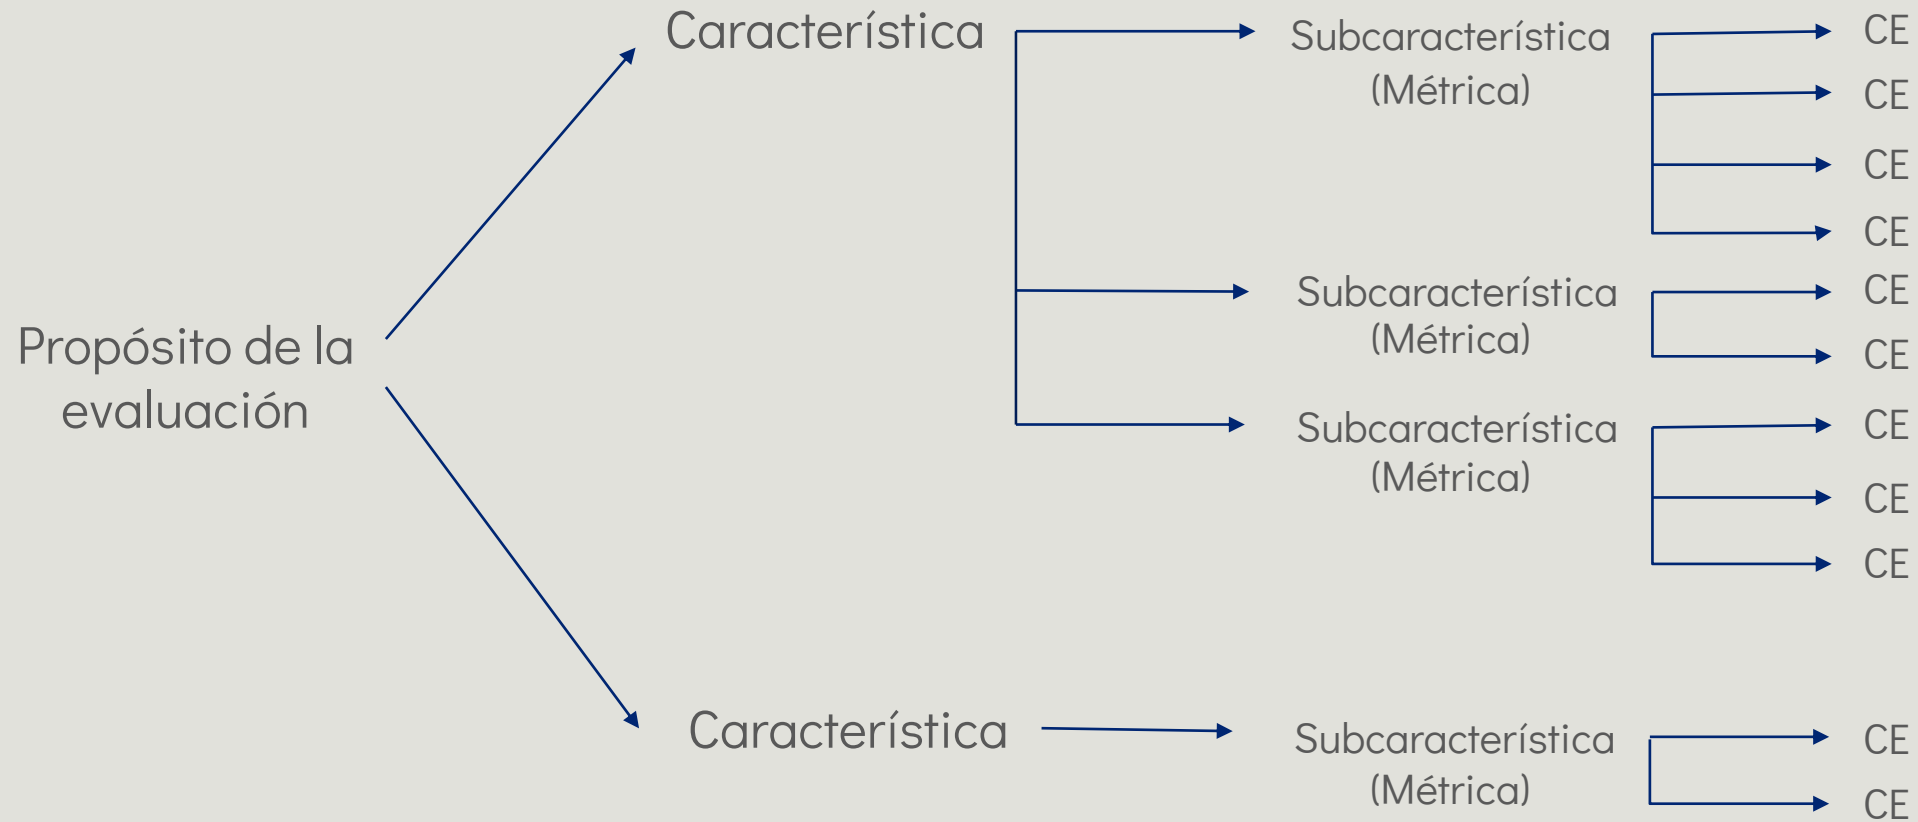 Propósito de la
evaluación
Característica
Subcaracterística
(Métrica)
CE
CE
CE
CE
Subcaracterística
(Métrica)
CE
CE
Subcaracterística
(Métrica)
CE
CE
CE
Característica
Subcaracterística
(Métrica)
CE
CE